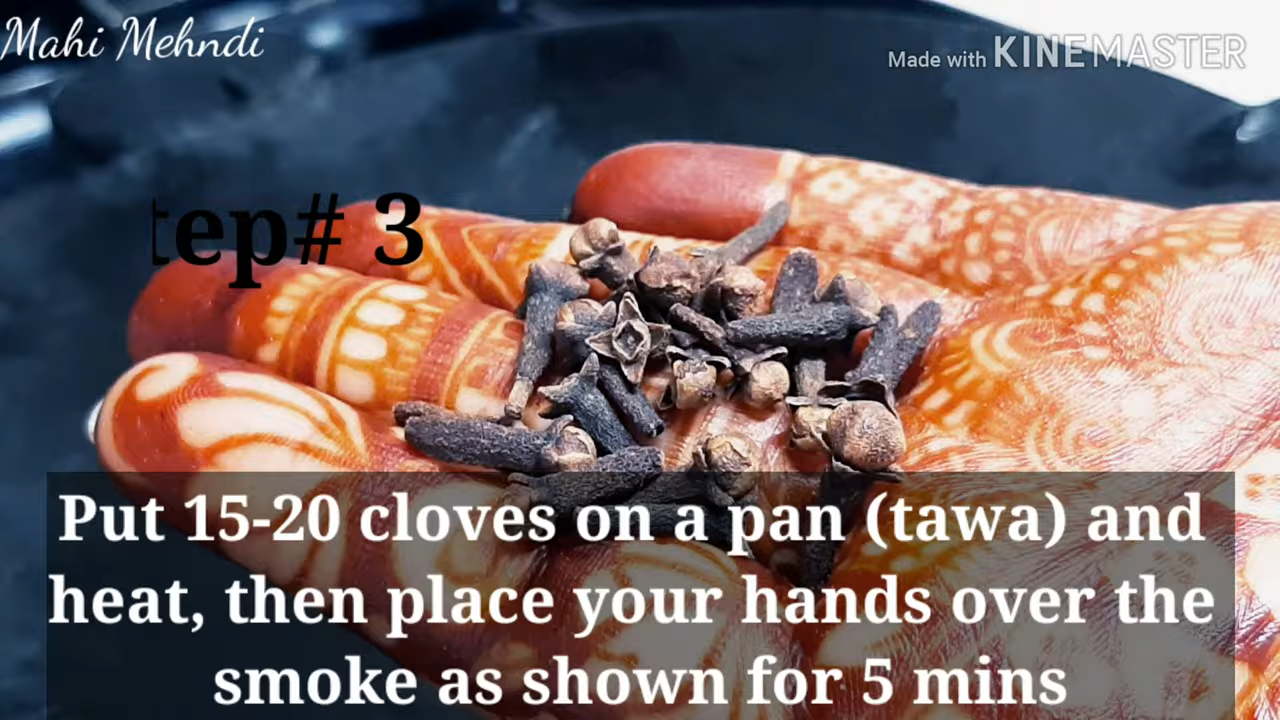 Mahi Mehndi
Made with KINEMASTER
tep# 3
Put 15-20 cloves on a pan (tawa) and
heat, then place your hands over the
smoke as shown for 5 mins